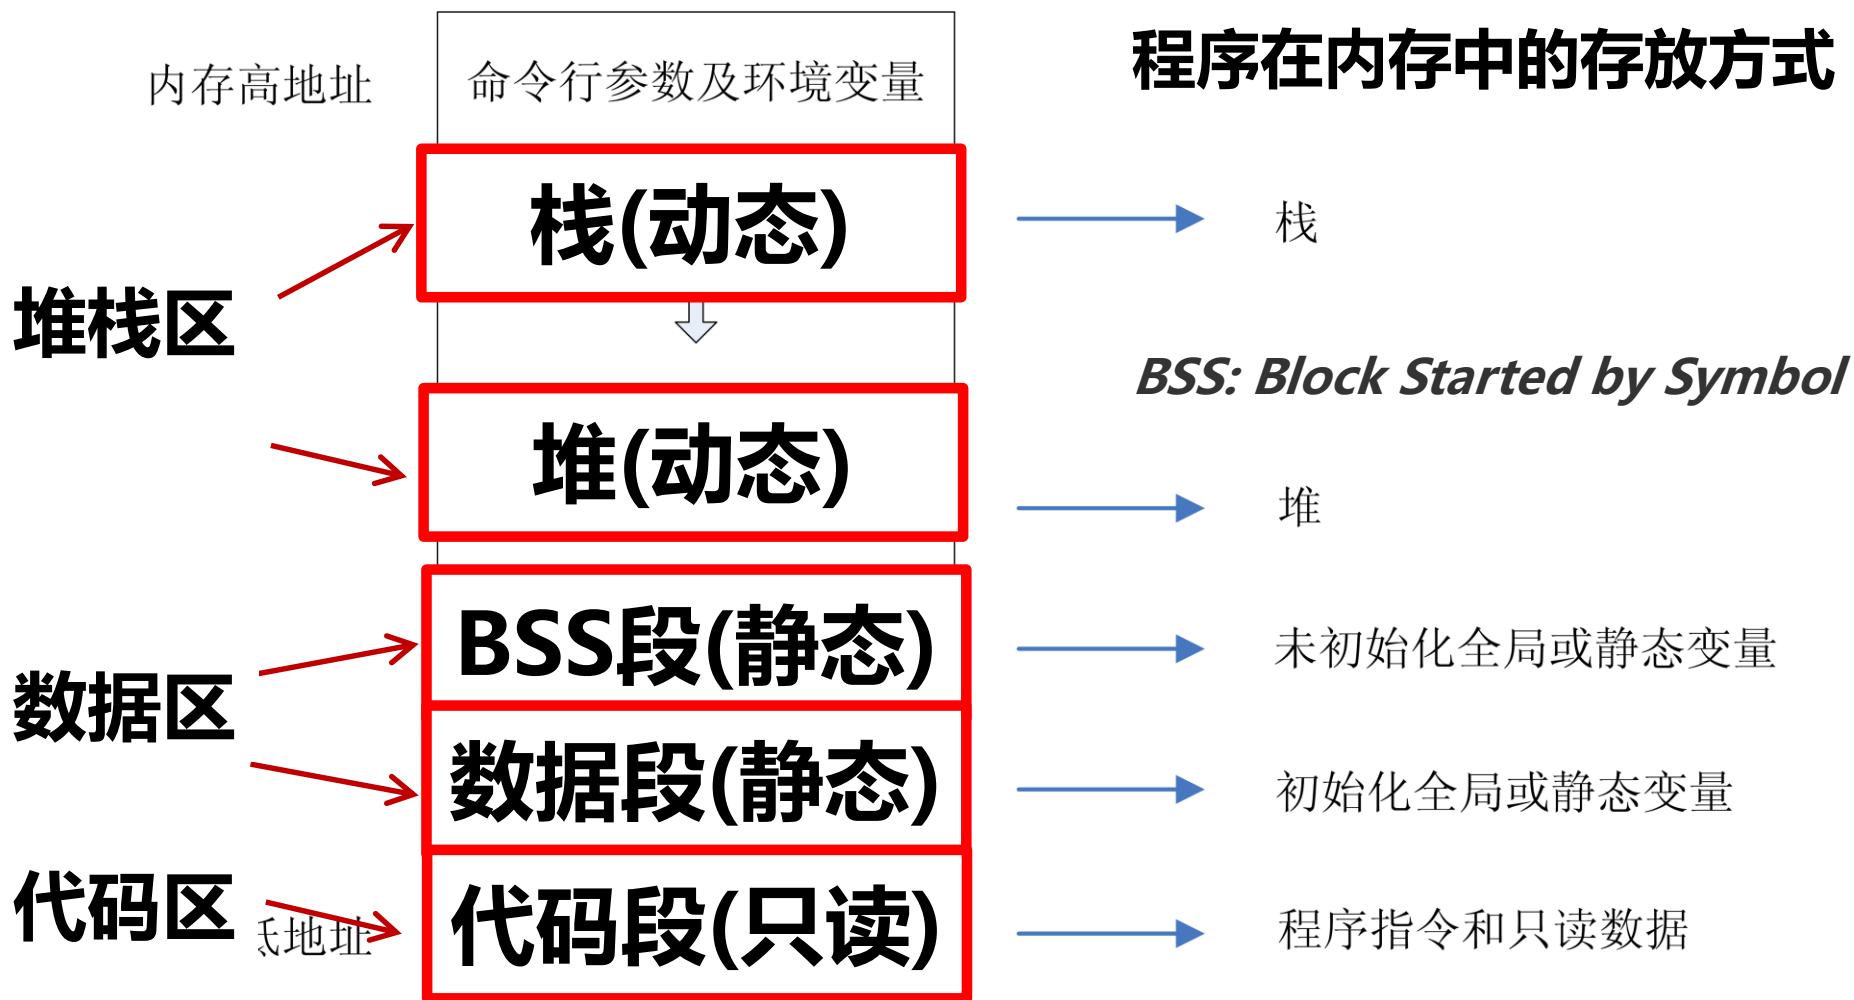 程序在内存中的存放方式
内存高地址
命令行参数及环境变量
栈(动态)
栈
堆栈区
BSS: Block Started by Symbol
堆(动态)
堆
BSS段(静态)
未初始化全局或静态变量
数据区
数据段(静态)
初始化全局或静态变量
代码区
地址
代码段(只读)
程序指令和只读数据